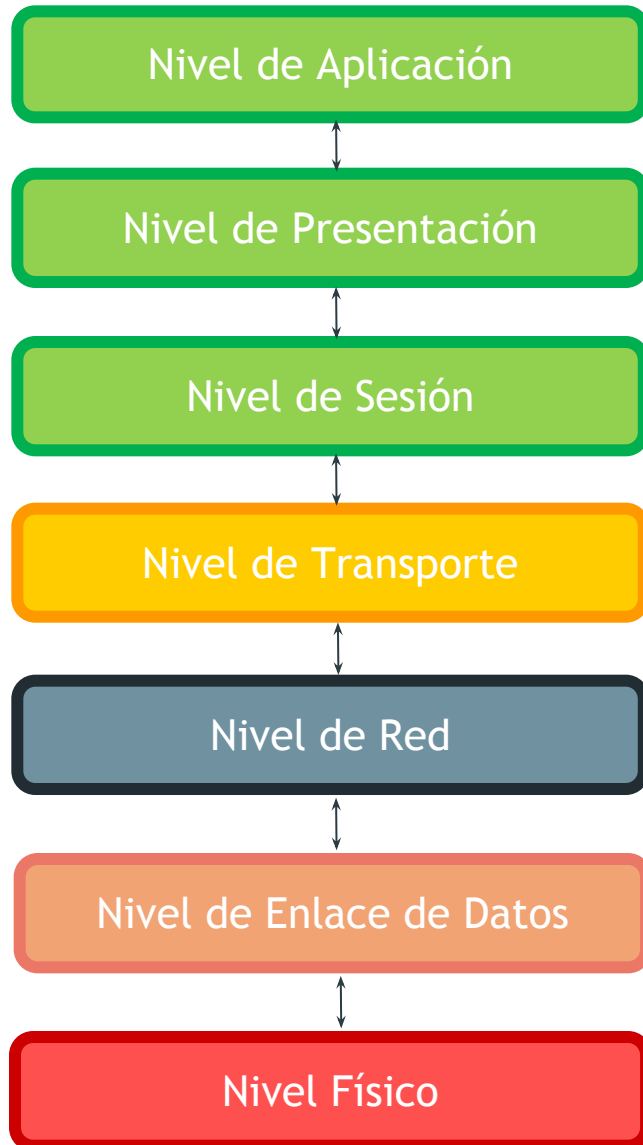 Nivel de Aplicación
Nivel de Presentación
Nivel de Sesión
Nivel de Transporte
Nivel de Red
Nivel de Enlace de Datos
Nivel Físico